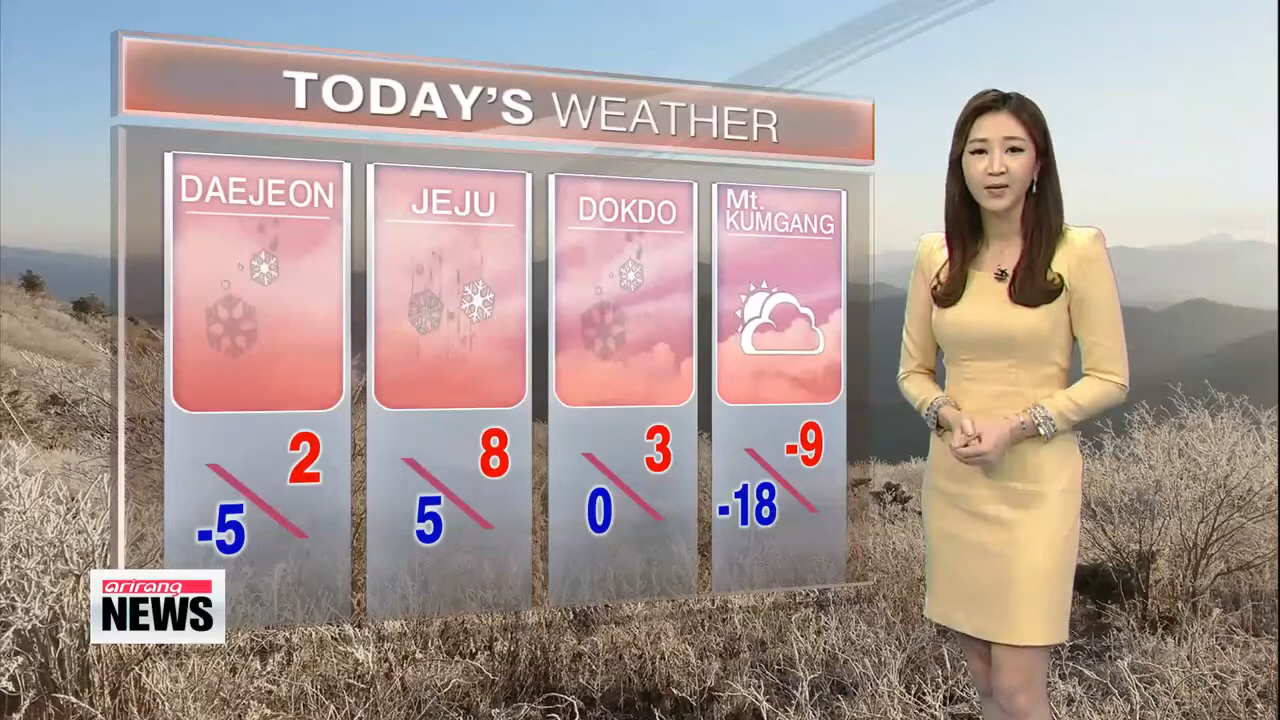 TODAY'S WEATHER
DAEJEON
JEJU
DOKDO
Mt.
KUMGANG
2
-5
8
5
3
0
-9
-18
arirang
NEWS